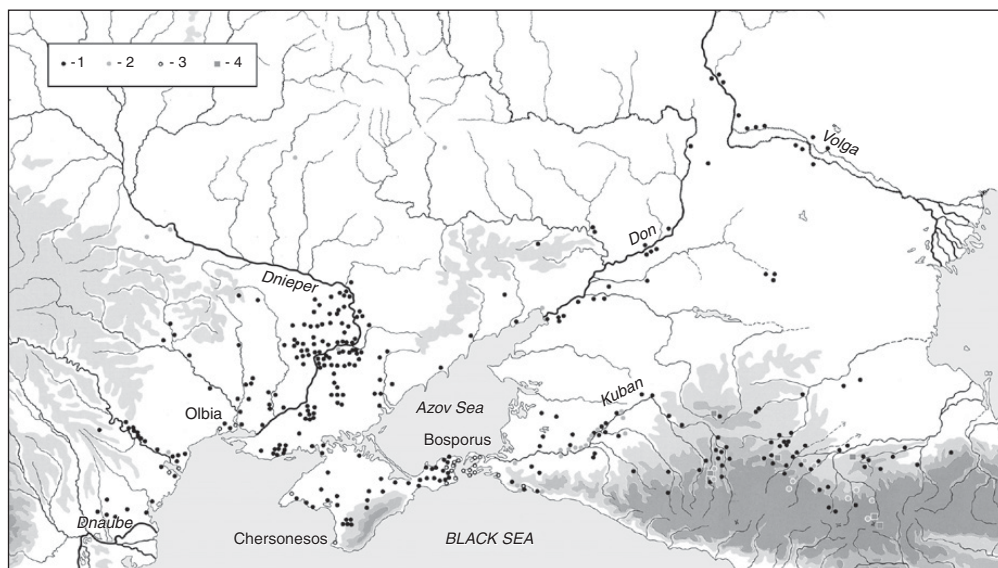 -1 -2 -3 -4
Volga
Don
Dnieper
Kuban
Olbia
Azov Sea
Bosporus
Dnaube
Chersonesos
BLACK SEA